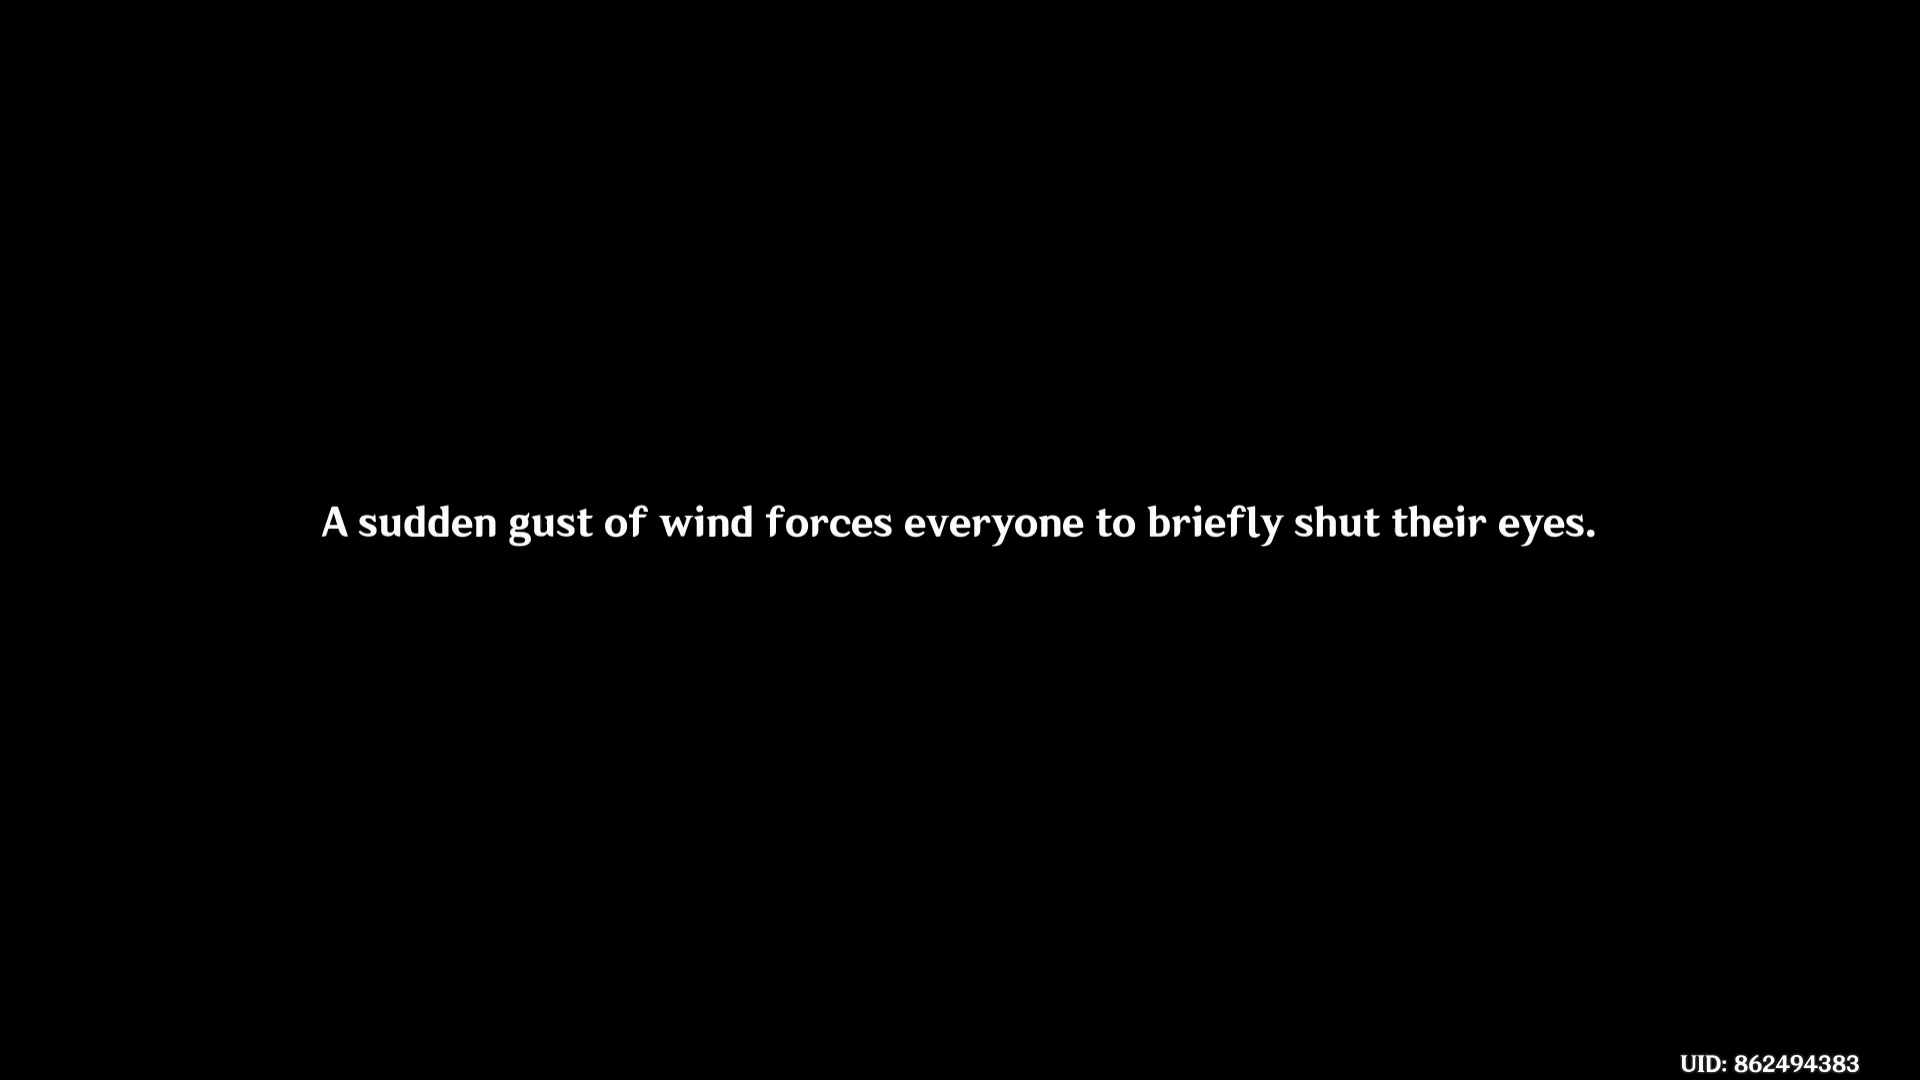 A sudden gust of wind forces everyone to briefly shut their eyes.
UID: 862494383